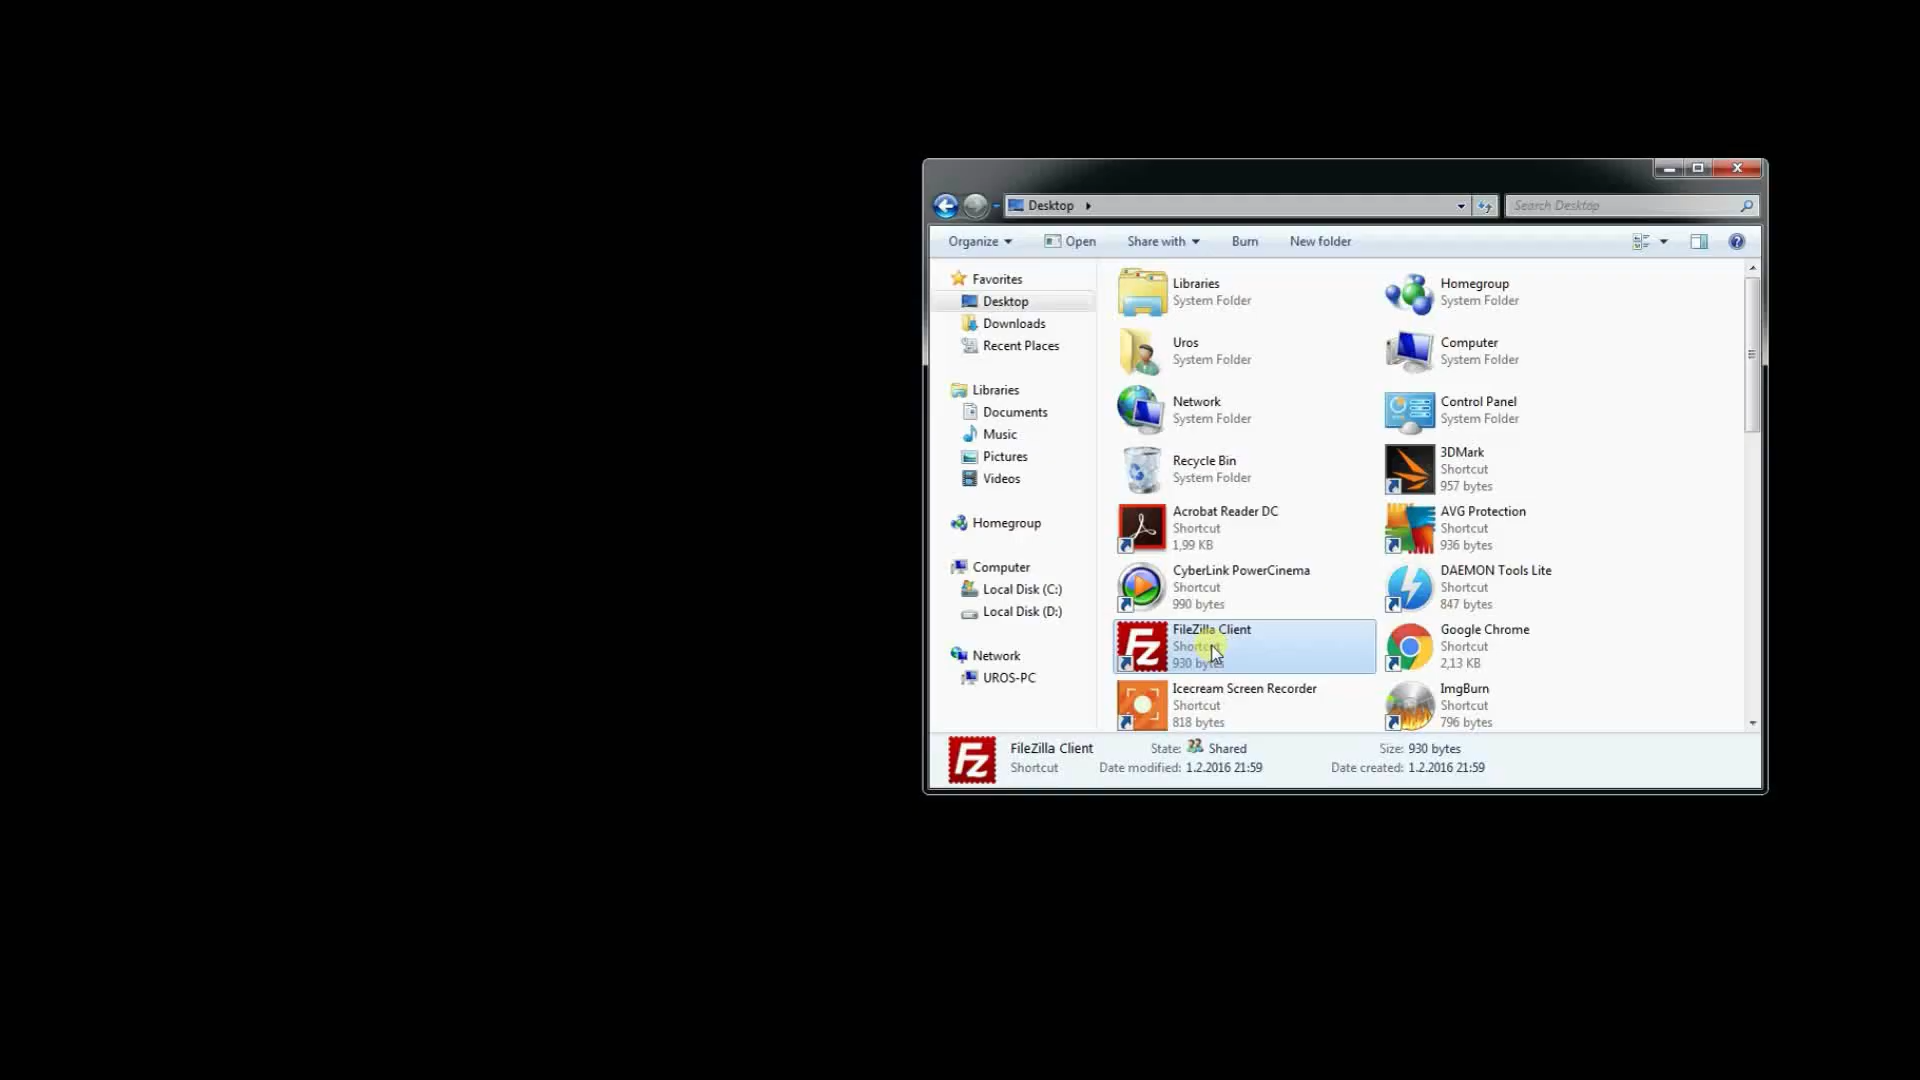 Desktop
Search Desktop
Organize Open Share with Burn New folder
Favorites
Desktop
Downloads
Recent Places
Libraries
Documents
Music
Pictures
Videos
Homegroup
Computer
Local Disk (C:)
Local Disk (D:)
Network
UROS-PC
Libraries
System Folder
Homegroup
System Folder
Uros
System Folder
Computer
System Folder
Network
System Folder
Control Panel
System Folder
Recycle Bin
System Folder
3DMark
Shortcut
957 bytes
Acrobat Reader DC
Shortcut
1,99 KB
AVG Protection
Shortcut
936 bytes
CyberLink PowerCinema
Shortcut
990 bytes
DAEMON Tools Lite
Shortcut
847 bytes
FZ
FileZilla Client
Shortcut
930 bytes
Google Chrome
Shortcut
2,13 KB
Icecream Screen Recorder
Shortcut
818 bytes
ImgBurn
Shortcut
796 bytes
FZ
FileZilla Client State: Shared Size: 930 bytes
Shortcut Date modified: 1.2.2016 21:59 Date created: 1.2.2016 21:59